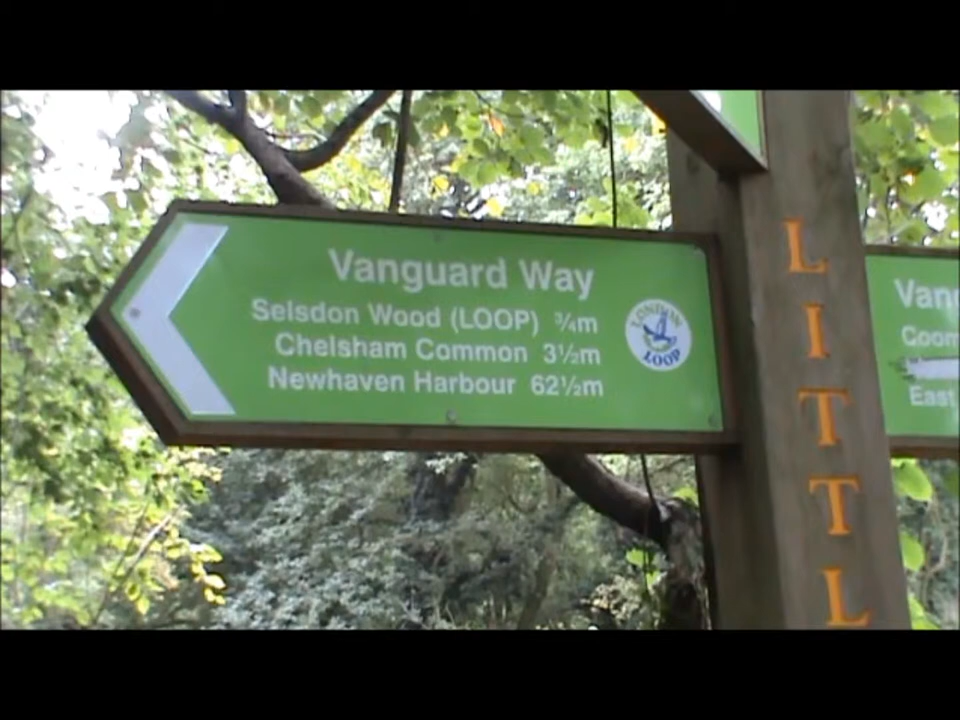 Vanguard Way
Selsdon Wood (LOOP) ¾m
Chelsham Common 3½m
Newhaven Harbour 62½m
LONDON
LOOP
LITTL
Vang
Coom
East